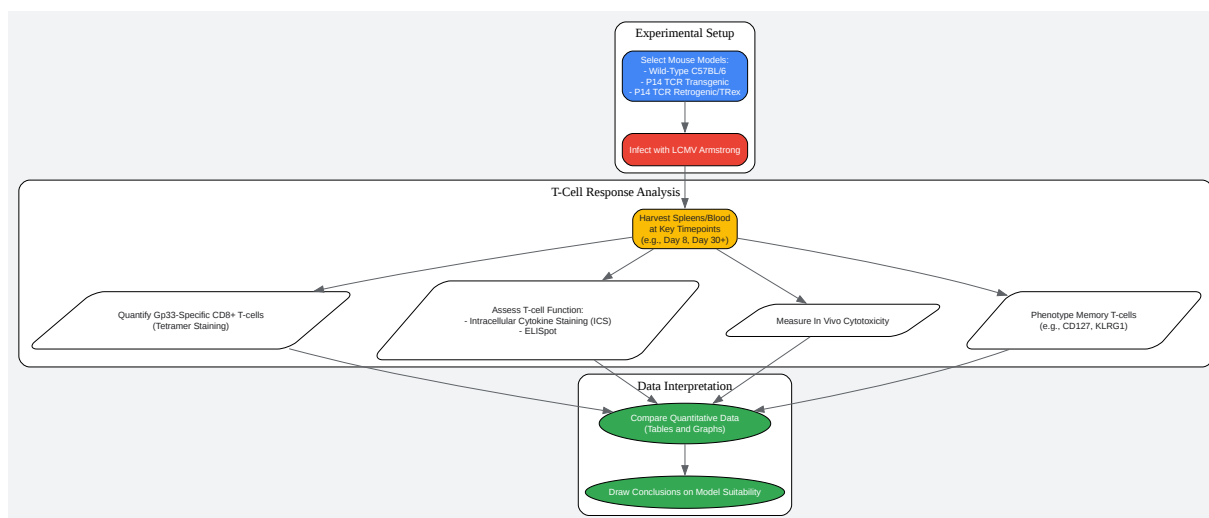 Experimental Setup
Select Mouse Models:
- Wild-Type C57BL/6
- P14 TCR Transgenic
- P14 TCR Retrogenic/TRex
Infect with LCMV Armstrong
T-Cell Response Analysis
Harvest Spleens/Blood
at Key Timepoints
(e.g., Day 8, Day 30+)
Quantify Gp33-Specific CD8+ T-cells
(Tetramer Staining)
Assess T-cell Function:
- Intracellular Cytokine Staining (ICS)
- ELISpot
Measure In Vivo Cytotoxicity
Phenotype Memory T-cells
(e.g., CD127, KLRG1)
Data Interpretation
Compare Quantitative Data
(Tables and Graphs)
Draw Conclusions on Model Suitability